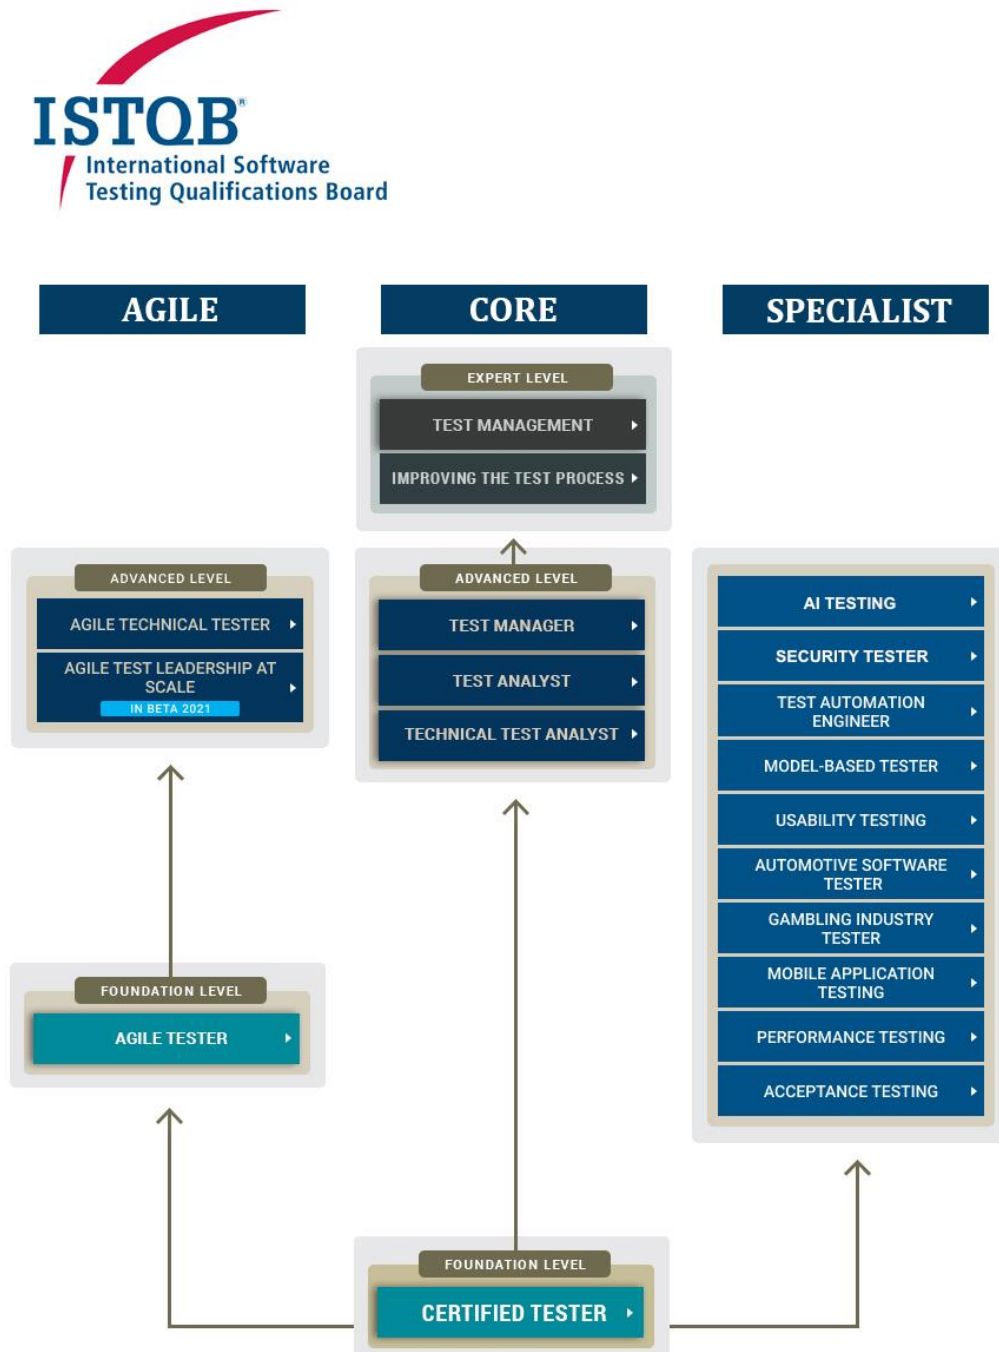 ISTQB®
International Software
Testing Qualifications Board
AGILE
CORE
SPECIALIST
EXPERT LEVEL
TEST MANAGEMENT
IMPROVING THE TEST PROCESS
ADVANCED LEVEL
AGILE TECHNICAL TESTER
AGILE TEST LEADERSHIP AT
SCALE
IN BETA 2021
ADVANCED LEVEL
TEST MANAGER
TEST ANALYST
TECHNICAL TEST ANALYST
AI TESTING
SECURITY TESTER
TEST AUTOMATION
ENGINEER
MODEL-BASED TESTER
USABILITY TESTING
AUTOMOTIVE SOFTWARE
TESTER
GAMBLING INDUSTRY
TESTER
MOBILE APPLICATION
TESTING
PERFORMANCE TESTING
ACCEPTANCE TESTING
FOUNDATION LEVEL
AGILE TESTER
FOUNDATION LEVEL
CERTIFIED TESTER